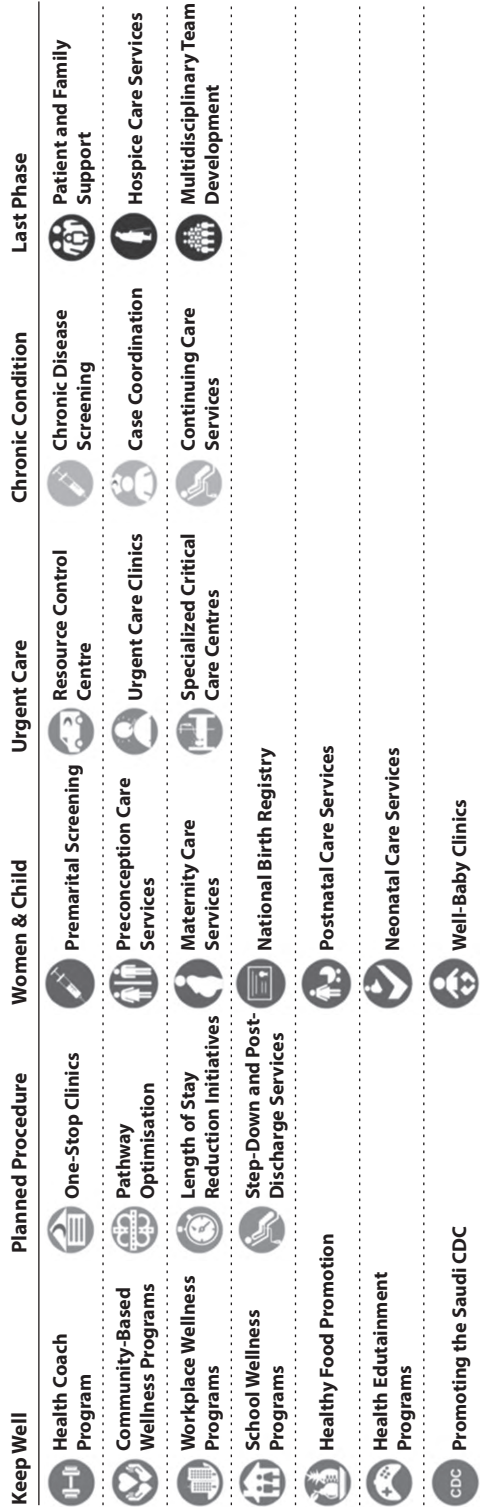 Keep Well
Health Coach
Program
Community-Based
Wellness Programs
Workplace Wellness
Programs
School Wellness
Programs
Healthy Food Promotion
Health Edutainment
Programs
CDC
Promoting the Saudi CDC
Planned Procedure
One-Stop Clinics
Pathway
Optimisation
Length of Stay
Reduction Initiatives
Step-Down and Post-
Discharge Services
Women & Child
Premarital Screening
Preconception Care
Services
Maternity Care
Services
National Birth Registry
Postnatal Care Services
Neonatal Care Services
Well-Baby Clinics
Urgent Care
Resource Control
Centre
Urgent Care Clinics
Specialized Critical
Care Centres
Chronic Condition
Chronic Disease
Screening
Case Coordination
Continuing Care
Services
Last Phase
Patient and Family
Support
Hospice Care Services
Multidisciplinary Team
Development